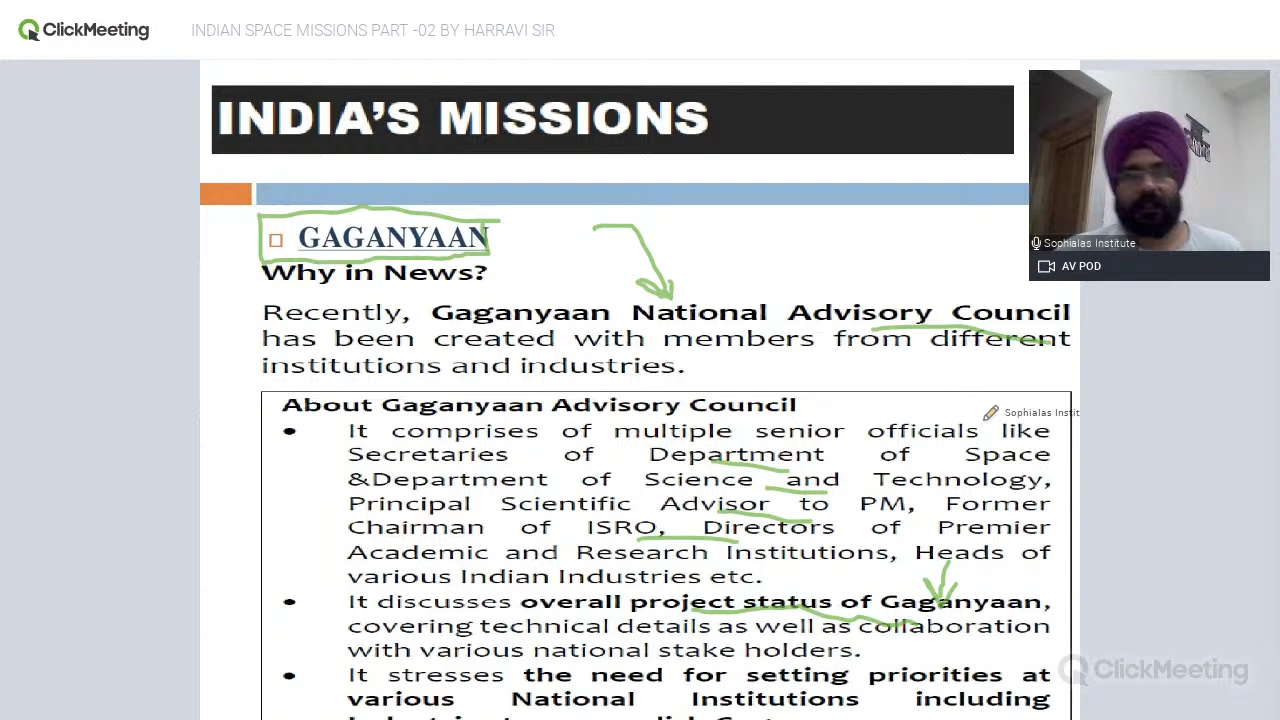 ClickMeeting
INDIAN SPACE MISSIONS PART -02 BY HARRAVI SIR
INDIA'S MISSIONS
Sophialas Institute
AV POD
GAGANYAAN
Why in News?
Recently, Gaganyaan National Advisory Council
has been created with members from different
institutions and industries.
About Gaganyaan Advisory Council
Sophialas Instit
• It comprises of multiple senior officials like
Secretaries of Department of Space
&Department of Science and Technology,
Principal Scientific Advisor to PM, Former
Chairman of ISRO, Directors of Premier
Academic and Research Institutions, Heads of
various Indian Industries etc.
• It discusses overall project status of Gaganyaan,
covering technical details as well as collaboration
with various national stake holders.
• It stresses the need for setting priorities at
various National Institutions including
ClickMeeting